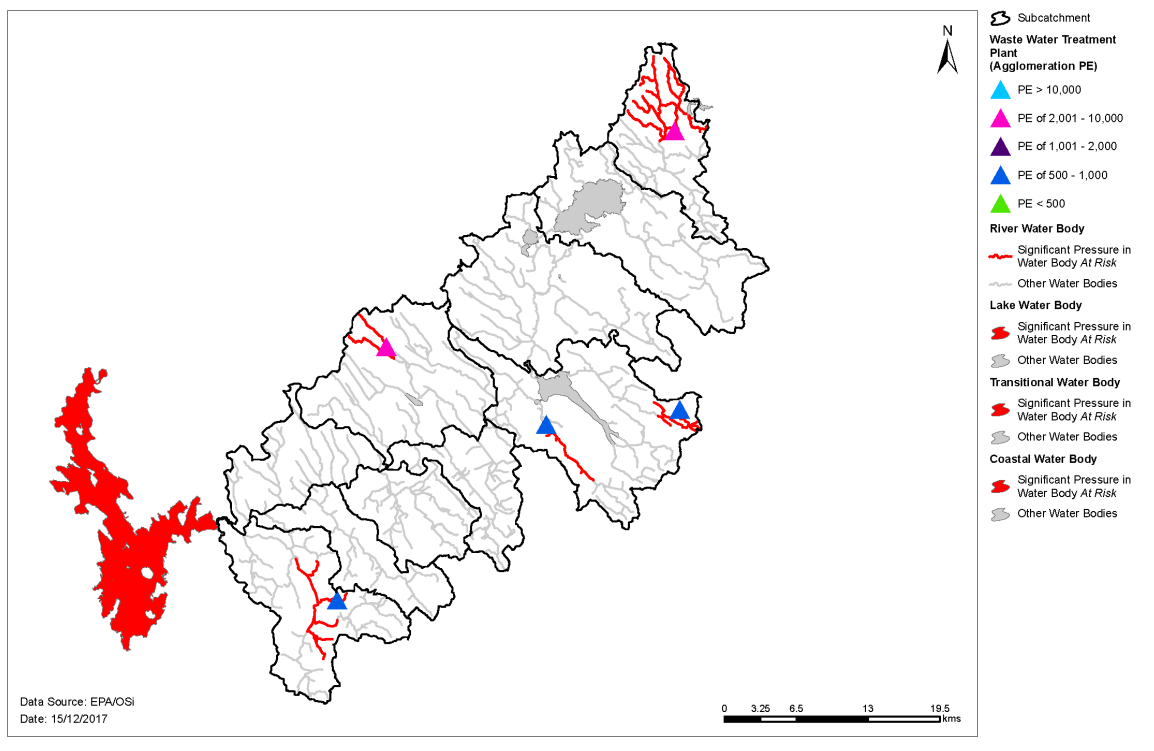 N
Subcatchment
Waste Water Treatment
Plant
(Agglomeration PE)
PE > 10,000
PE of 2,001 - 10,000
PE of 1,001 - 2,000
PE of 500 - 1,000
PE < 500
River Water Body
Significant Pressure in
Water Body At Risk
Other Water Bodies
Lake Water Body
Significant Pressure in
Water Body At Risk
Other Water Bodies
Transitional Water Body
Significant Pressure in
Water Body At Risk
Other Water Bodies
Coastal Water Body
Significant Pressure in
Water Body At Risk
Other Water Bodies
Data Source: EPA/OSi
Date: 15/12/2017
0 3.25 6.5 13 19.5
kms